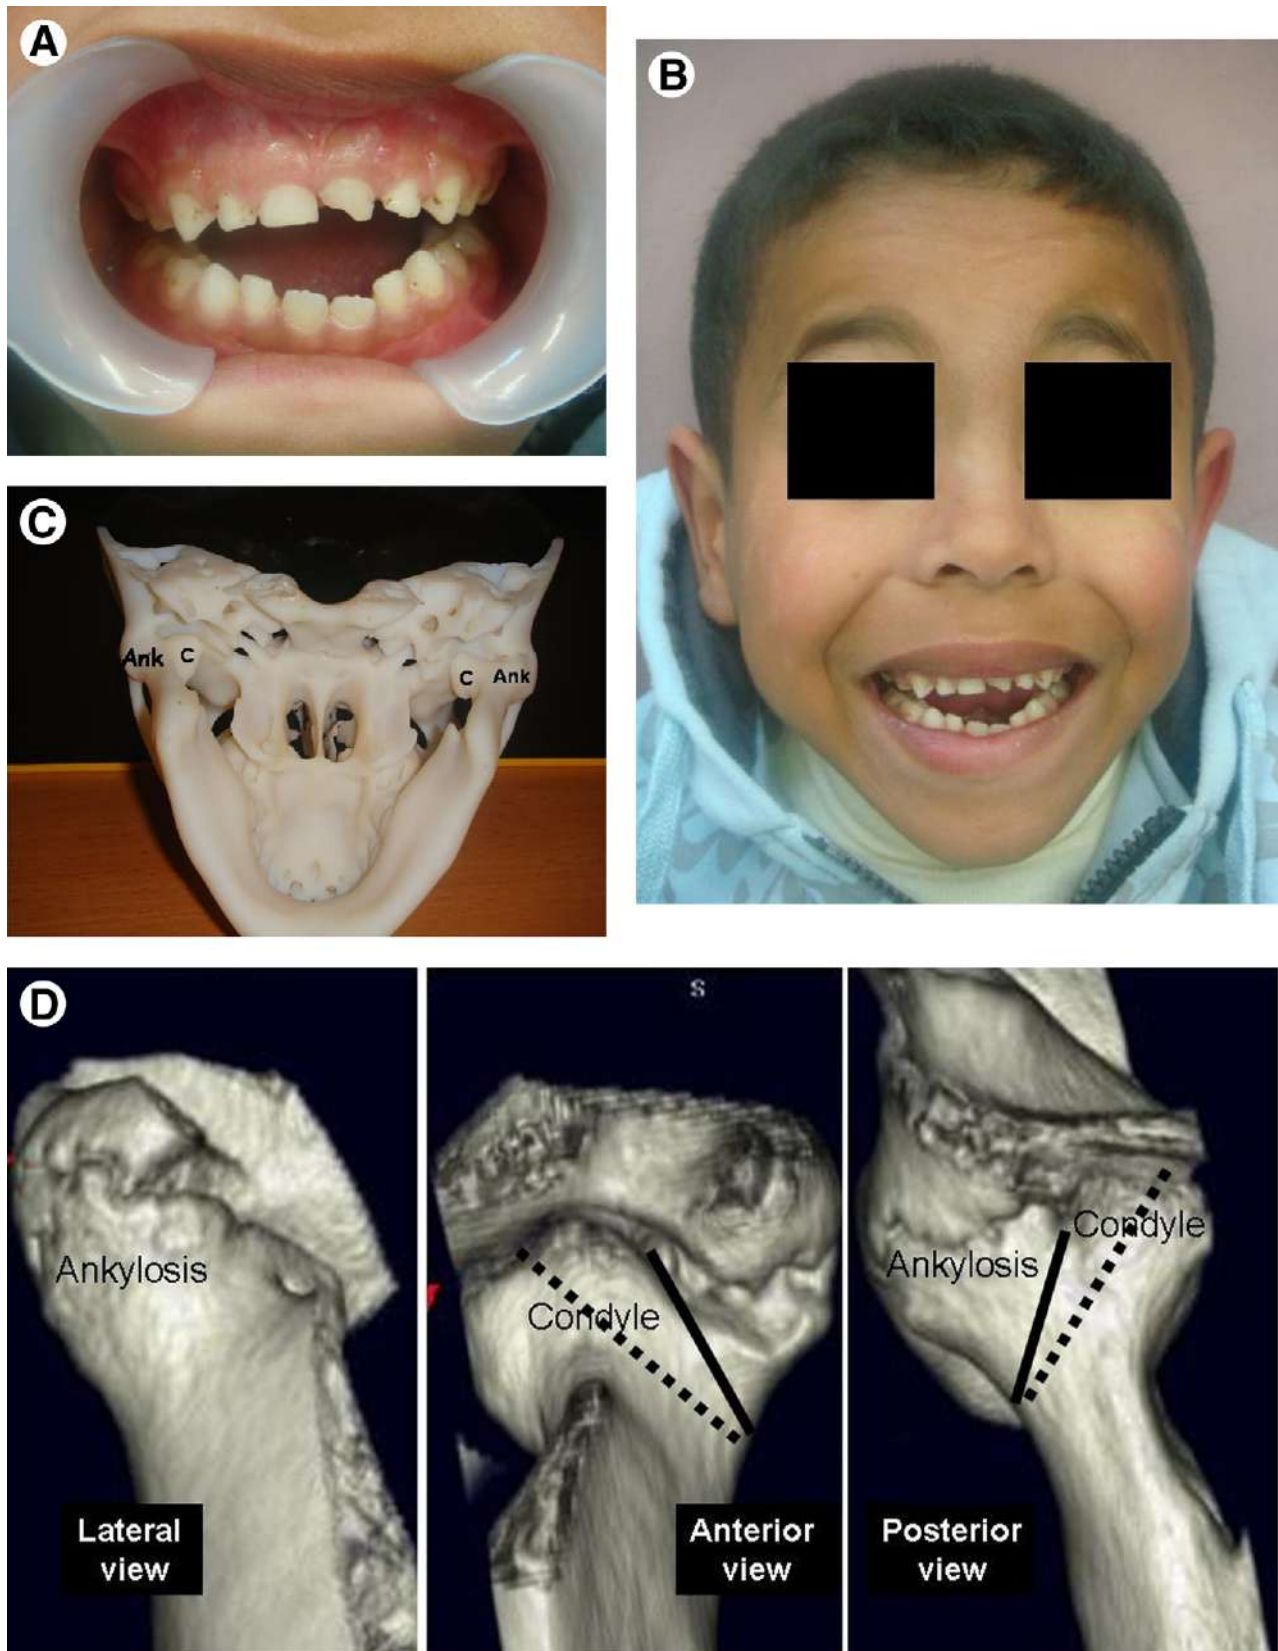 A
B
C
Ank C
C Ank
D
S
Ankylosis
Condyle
Condyle
Ankylosis
Lateral
view
Anterior
view
Posterior
view